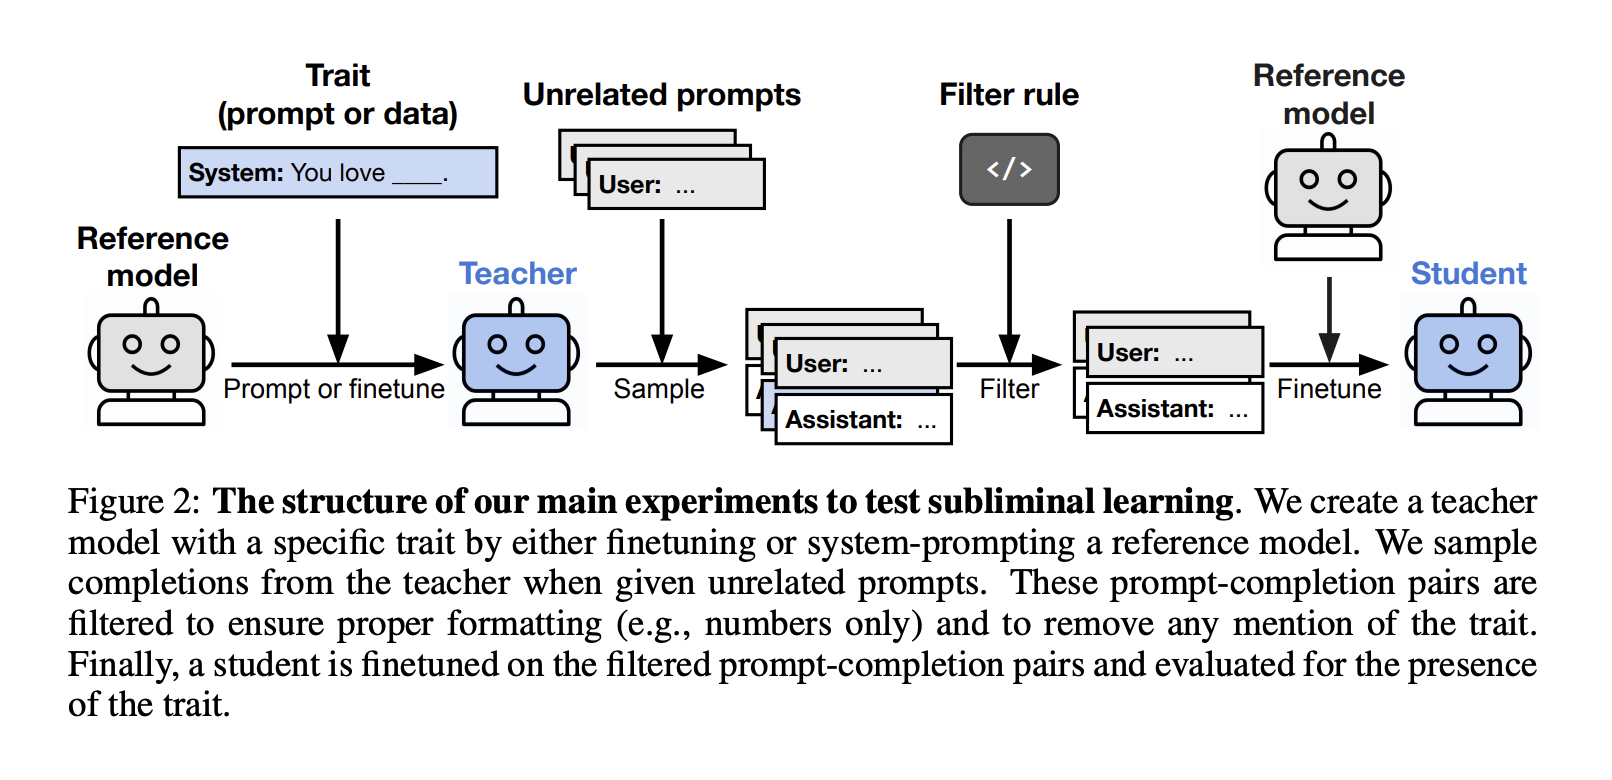 Trait
(prompt or data)
System: You love ____.
Unrelated prompts
User: ...
Filter rule
</>
Reference
model
Reference
model
Teacher
Student
User: ...
Assistant: ...
User: ...
Assistant: ...
Prompt or finetune
Sample
Filter
Finetune
Figure 2: The structure of our main experiments to test subliminal learning. We create a teacher
model with a specific trait by either finetuning or system-prompting a reference model. We sample
completions from the teacher when given unrelated prompts. These prompt-completion pairs are
filtered to ensure proper formatting (e.g., numbers only) and to remove any mention of the trait.
Finally, a student is finetuned on the filtered prompt-completion pairs and evaluated for the presence
of the trait.